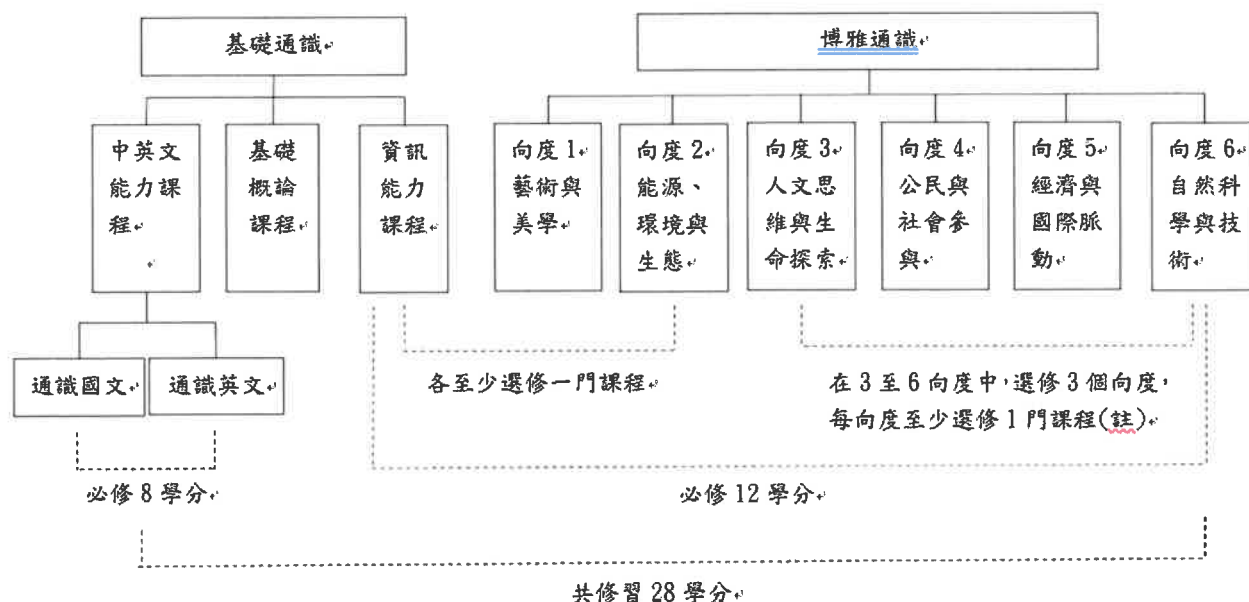 基礎通識
博雅通識
中英文
能力課
程
基礎
概論
課程
資訊
能力
課程
向度 1
藝術與
美學
向度 2
能源、
環境與
生態
向度 3
人文思
維與生
命探索
向度 4
公民與
社會參
與
向度 5
經濟與
國際脈
動
向度 6
自然科
學與技
術
通識國文
通識英文
各至少選修一門課程
在 3 至 6 向度中,選修 3 個向度,
每向度至少選修 1 門課程(註)
必修 8 學分
必修 12 學分
共修習 28 學分